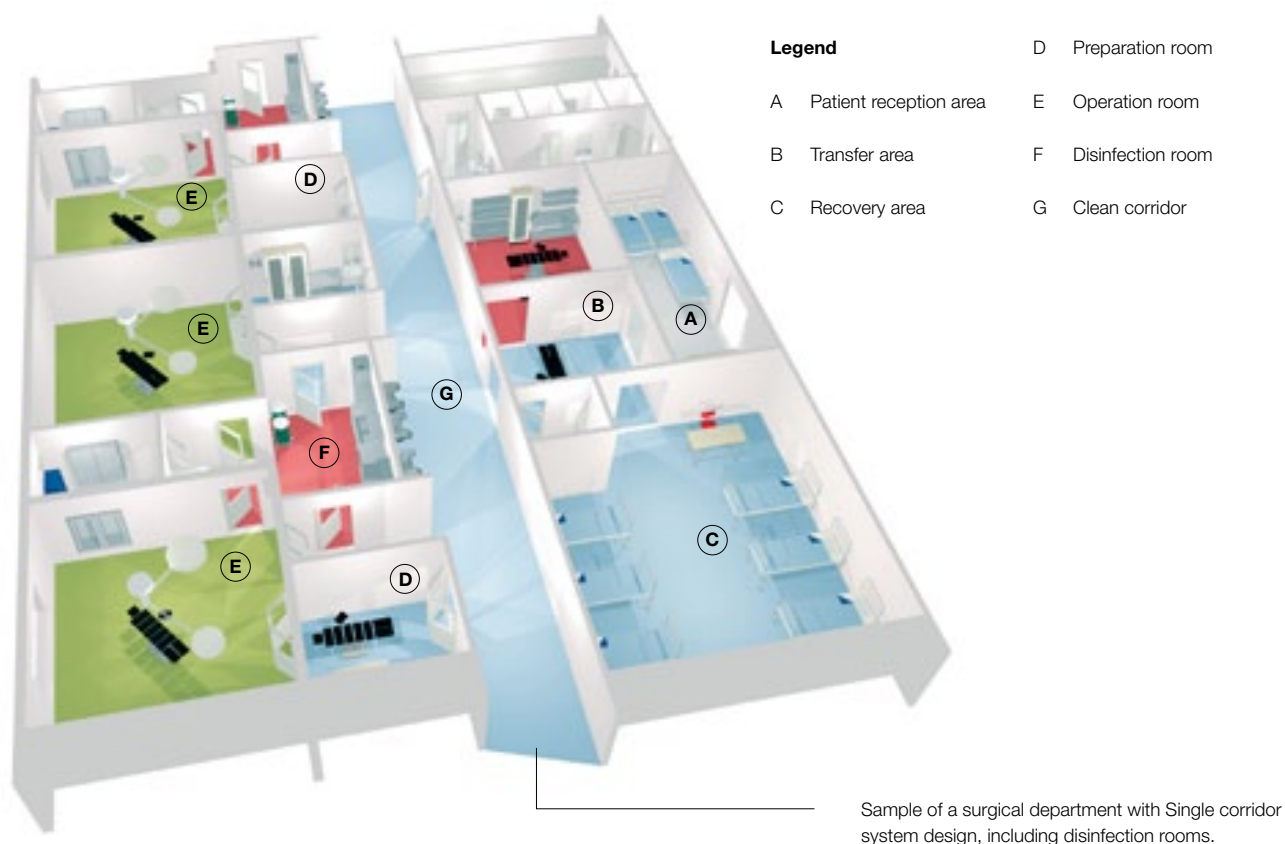 Legend
A Patient reception area
B Transfer area
C Recovery area
D Preparation room
E Operation room
F Disinfection room
G Clean corridor
E
D
E
B
A
G
F
C
E
D
Sample of a surgical department with Single corridor
system design, including disinfection rooms.